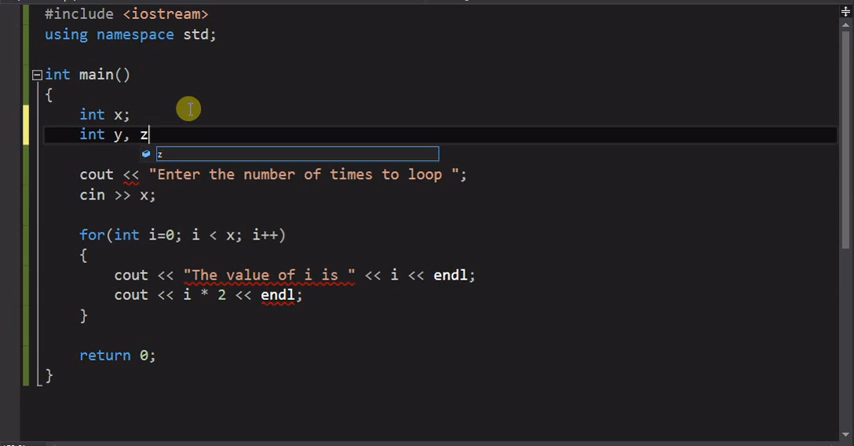 #include <iostream>
using namespace std;
int main()
{
int x;
int y, z
z
cout << "Enter the number of times to loop ";
cin >> x;
for(int i=0; i < x; i++)
{
cout << "The value of i is " << i << endl;
cout << i * 2 << endl;
}
return 0;
}